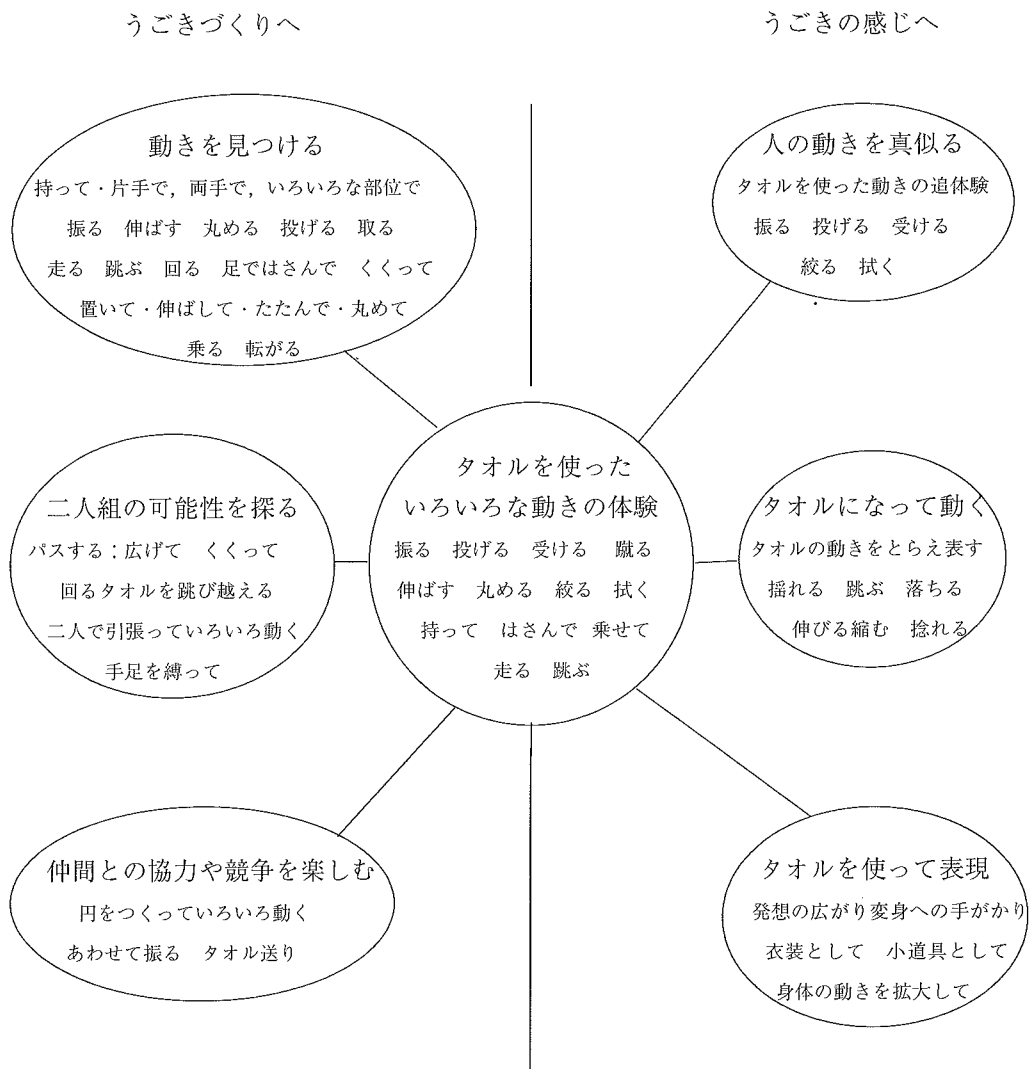 うごきづくりへ
うごきの感じへ
動きを見つける
持って・片手で，両手で，いろいろな部位で
振る　伸ばす　丸める　投げる　取る
走る　跳ぶ　回る　足ではさんで　くくって
置いて・伸ばして・たたんで・丸めて
乗る　転がる
人の動きを真似る
タオルを使った動きの追体験
振る　投げる　受ける
絞る　拭く
二人組の可能性を探る
パスする：広げて　くくって
回るタオルを跳び越える
二人で引張っていろいろ動く
手足を縛って
タオルを使った
いろいろな動きの体験
振る　投げる　受ける　蹴る
伸ばす　丸める　絞る　拭く
持って　はさんで　乗せて
走る　跳ぶ
タオルになって動く
タオルの動きをとらえ表す
揺れる　跳ぶ　落ちる
伸びる縮む　捻れる
仲間との協力や競争を楽しむ
円をつくっていろいろ動く
あわせて振る　タオル送り
タオルを使って表現
発想の広がり変身への手がかり
衣装として　小道具として
身体の動きを拡大して